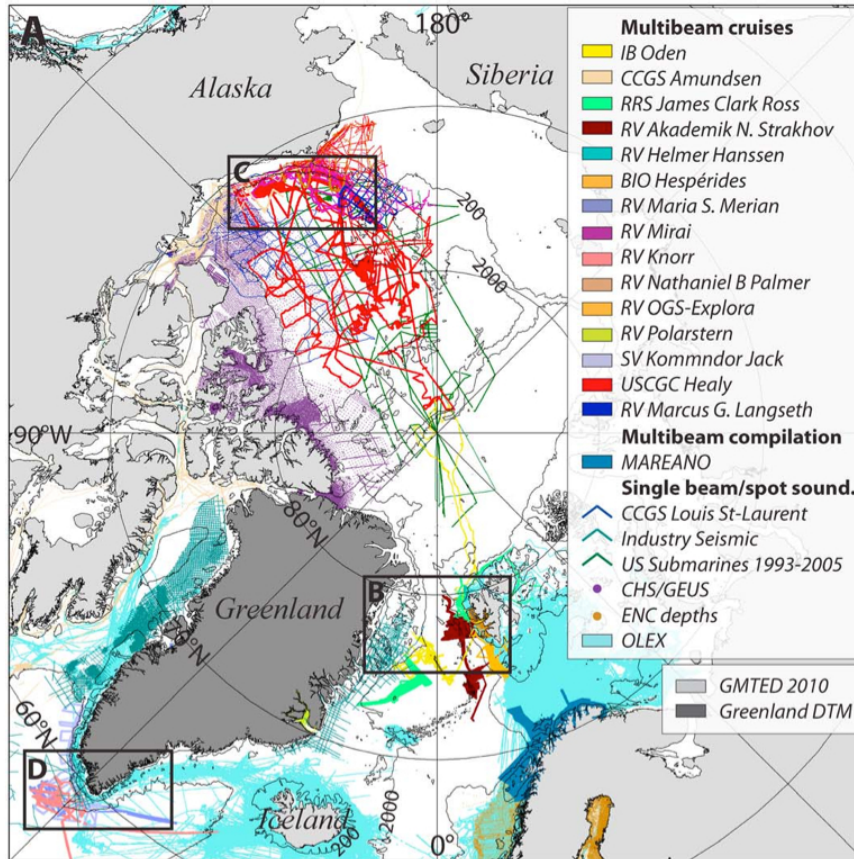 A
180°
Alaska
Siberia
C
200
2000
90°W
80°N
Greenland
70°N
B
60°N
D
Iceland
200
2000
0°
Multibeam cruises
IB Oden
CCGS Amundsen
RRS James Clark Ross
RV Akademik N. Strakhov
RV Helmer Hanssen
BIO Hespérides
RV Maria S. Merian
RV Mirai
RV Knorr
RV Nathaniel B Palmer
RV OGS-Explora
RV Polarstern
SV Kommndor Jack
USCGC Healy
RV Marcus G. Langseth
Multibeam compilation
MAREANO
Single beam/spot sound.
CCGS Louis St-Laurent
Industry Seismic
US Submarines 1993-2005
CHS/GEUS
ENC depths
OLEX
GMTED 2010
Greenland DTM